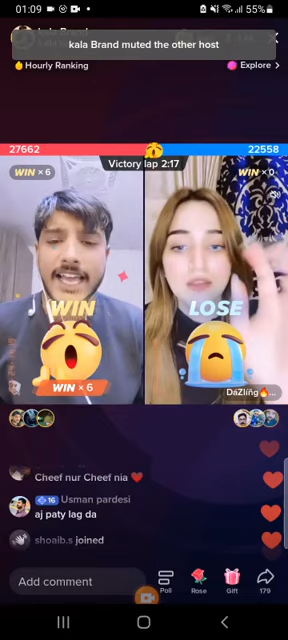 01:09
55%
kala Brand muted the other host
Hourly Ranking
Explore >
27662
22558
Victory lap 2:17
WIN × 6
WIN × 0
WIN
LOSE
WIN × 6
DaZlíñg🔥...
Cheef nur Cheef nia ❤️
16 Usman pardesi
aj paty lag da
shoaib.s joined
Add comment
Poll
Rose
Gift
179